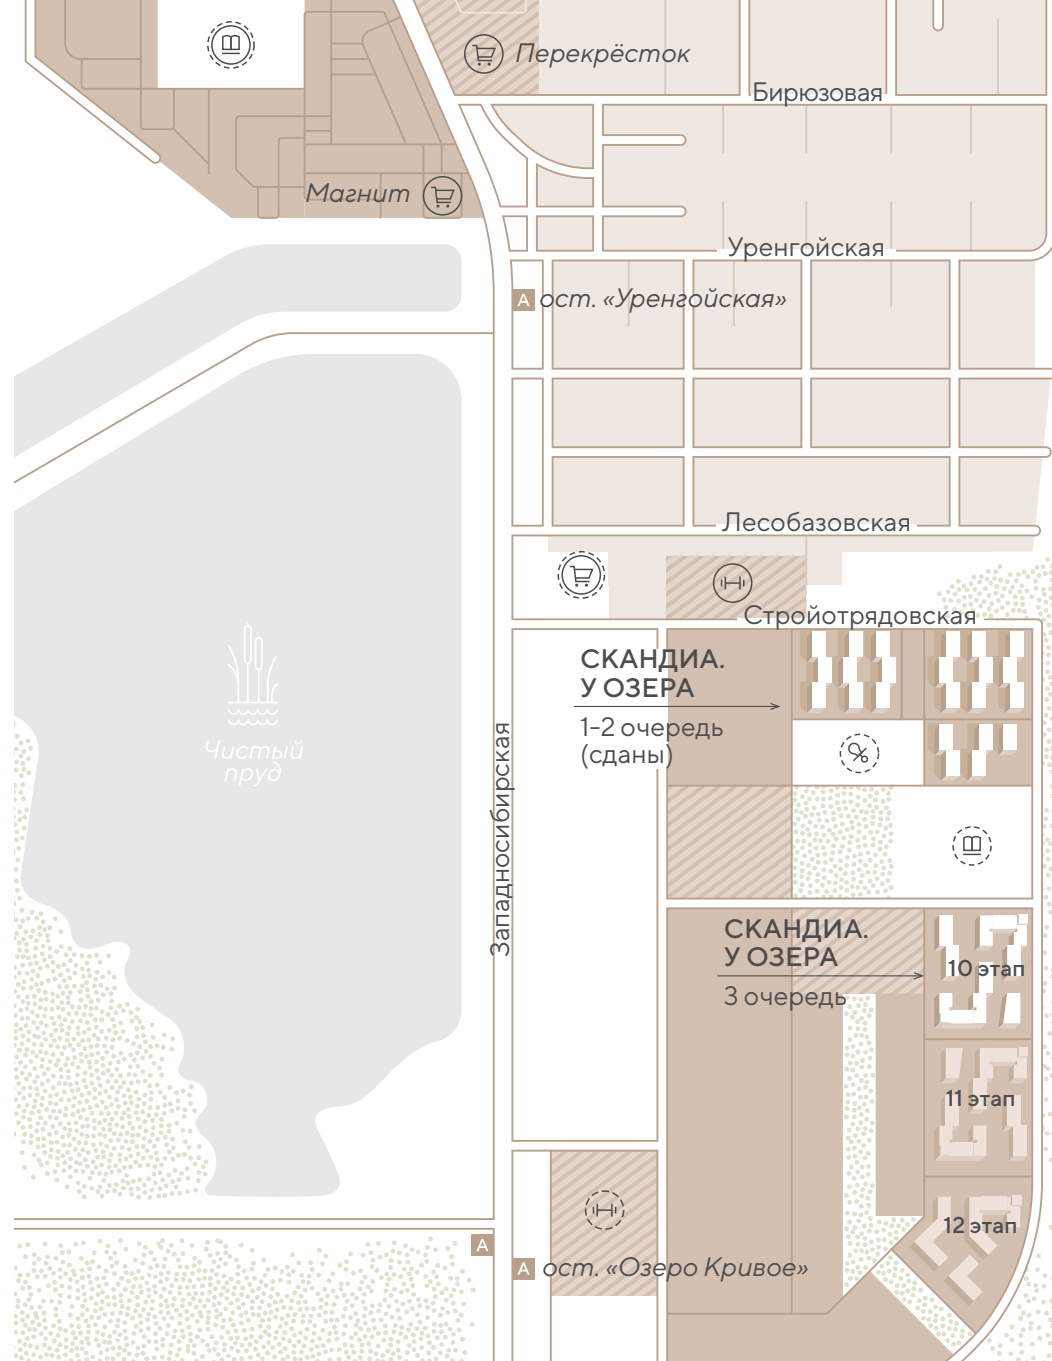 Перекрёсток
Бирюзовая
Магнит
Уренгойская
А ост. «Уренгойская»
Лесобазовская
Стройотрядовская
СКАНДИА.
У ОЗЕРА
1-2 очередь
(сданы)
Чистый
пруд
Западносибирская
СКАНДИА.
У ОЗЕРА
3 очередь
10 этап
11 этап
12 этап
А
А ост. «Озеро Кривое»